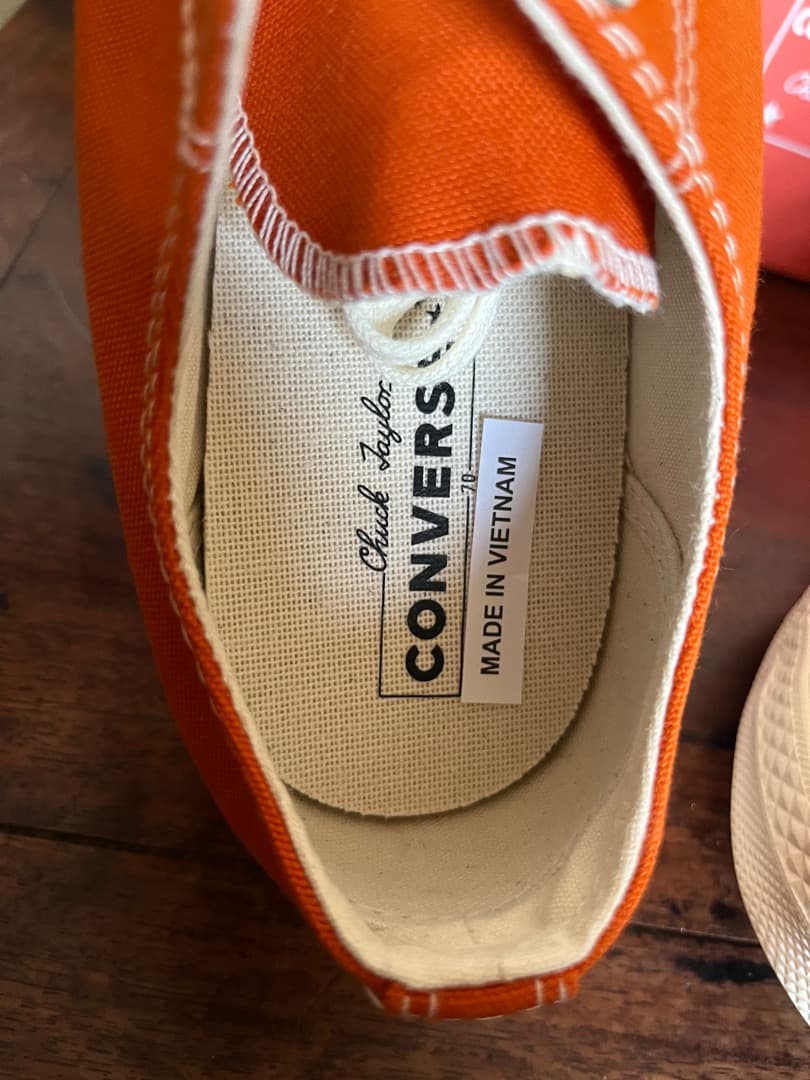 Chuck Taylor
CONVERS
70
MADE IN VIETNAM